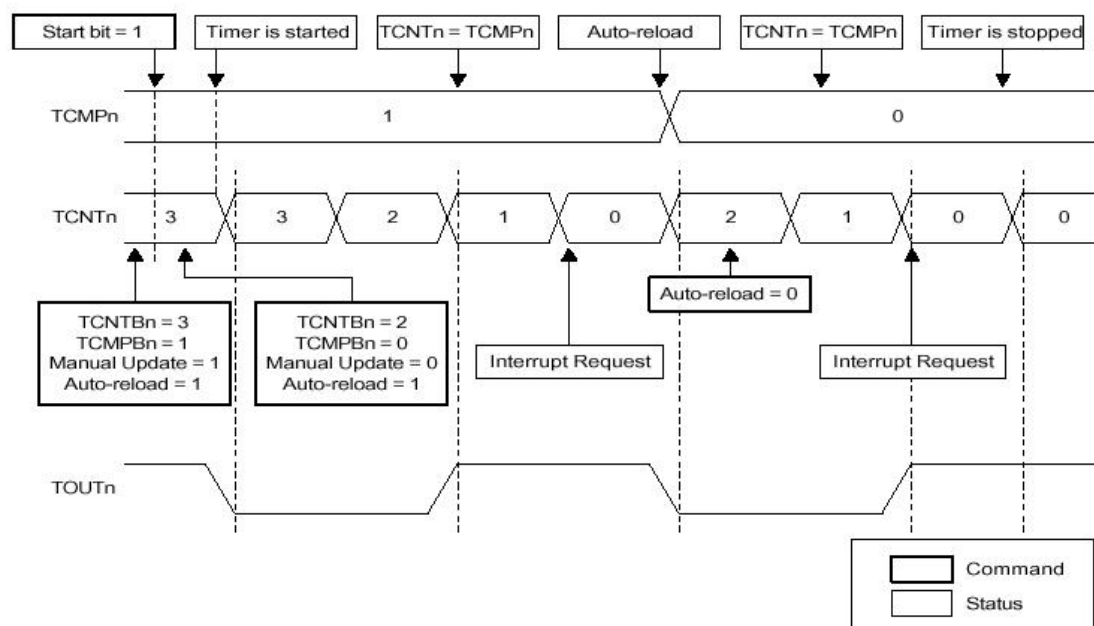 Start bit = 1
Timer is started
TCNTn = TCMPn
Auto-reload
TCNTn = TCMPn
Timer is stopped
TCMPn
1
0
TCNTn
3
3
2
1
0
2
1
0
0
TCNTBn = 3
TCMPBn = 1
Manual Update = 1
Auto-reload = 1
TCNTBn = 2
TCMPBn = 0
Manual Update = 0
Auto-reload = 1
Interrupt Request
Auto-reload = 0
Interrupt Request
TOUTn
Command
Status